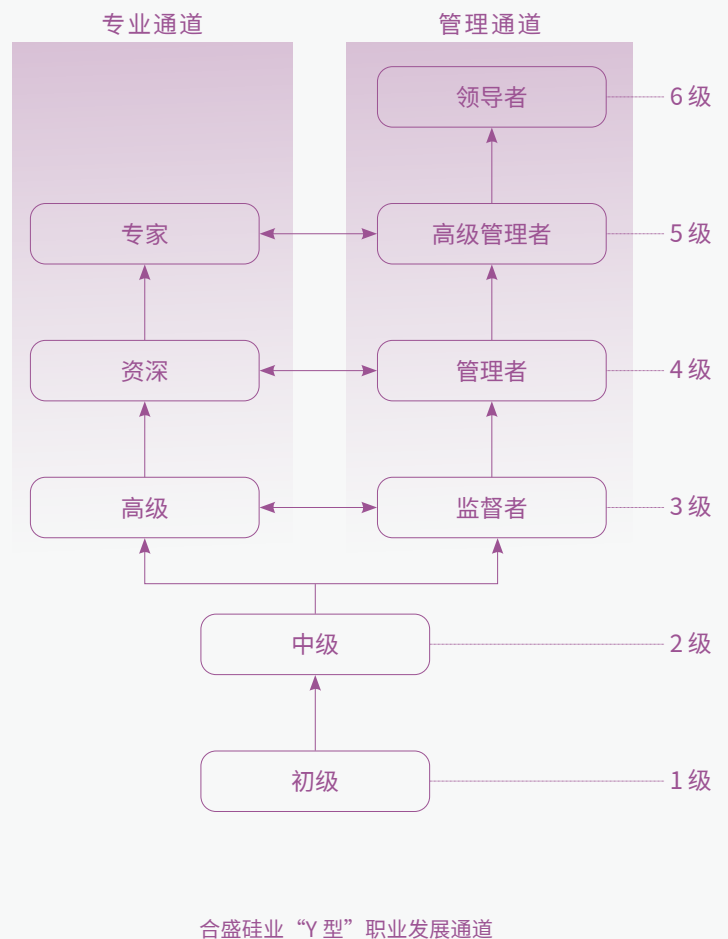 专业通道
管理通道
领导者
6 级
专家
高级管理者
5 级
资深
管理者
4 级
高级
监督者
3 级
中级
2 级
初级
1 级
合盛硅业“Y 型”职业发展通道